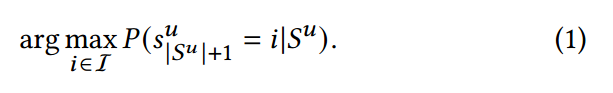 arg max_{i∈ℐ} P(s^u_{|S^u|+1} = i|S^u). (1)